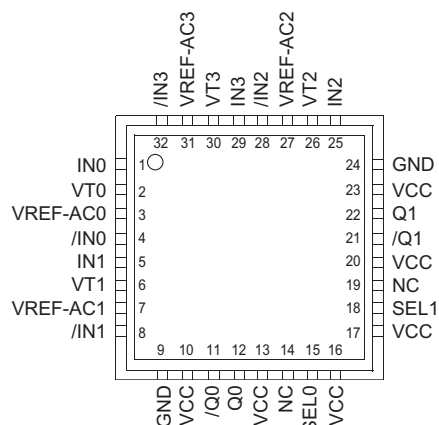 /IN3
VREF-AC3
VT3
IN3
/IN2
VREF-AC2
VT2
IN2
32 31 30 29 28 27 26 25
IN0 1 24 GND
VT0 2 23 VCC
VREF-AC0 3 22 Q1
/IN0 4 21 /Q1
IN1 5 20 VCC
VT1 6 19 NC
VREF-AC1 7 18 SEL1
/IN1 8 17 VCC
9 10 11 12 13 14 15 16
GND
VCC
/Q0
Q0
VCC
NC
SEL0
VCC